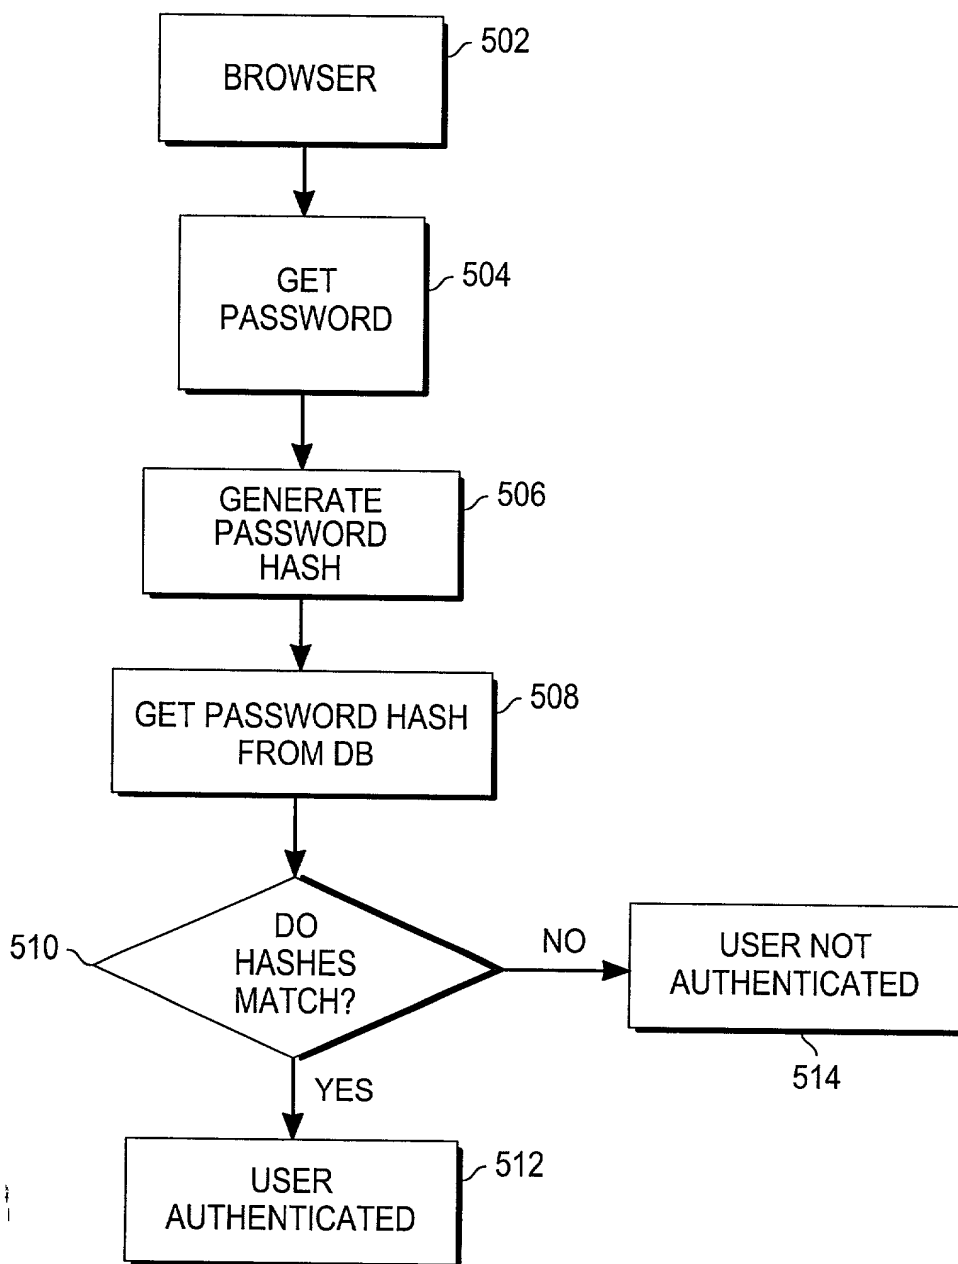 BROWSER
502
GET
PASSWORD
504
GENERATE
PASSWORD
HASH
506
GET PASSWORD HASH
FROM DB
508
DO
HASHES
MATCH?
510
NO
USER NOT
AUTHENTICATED
514
YES
USER
AUTHENTICATED
512